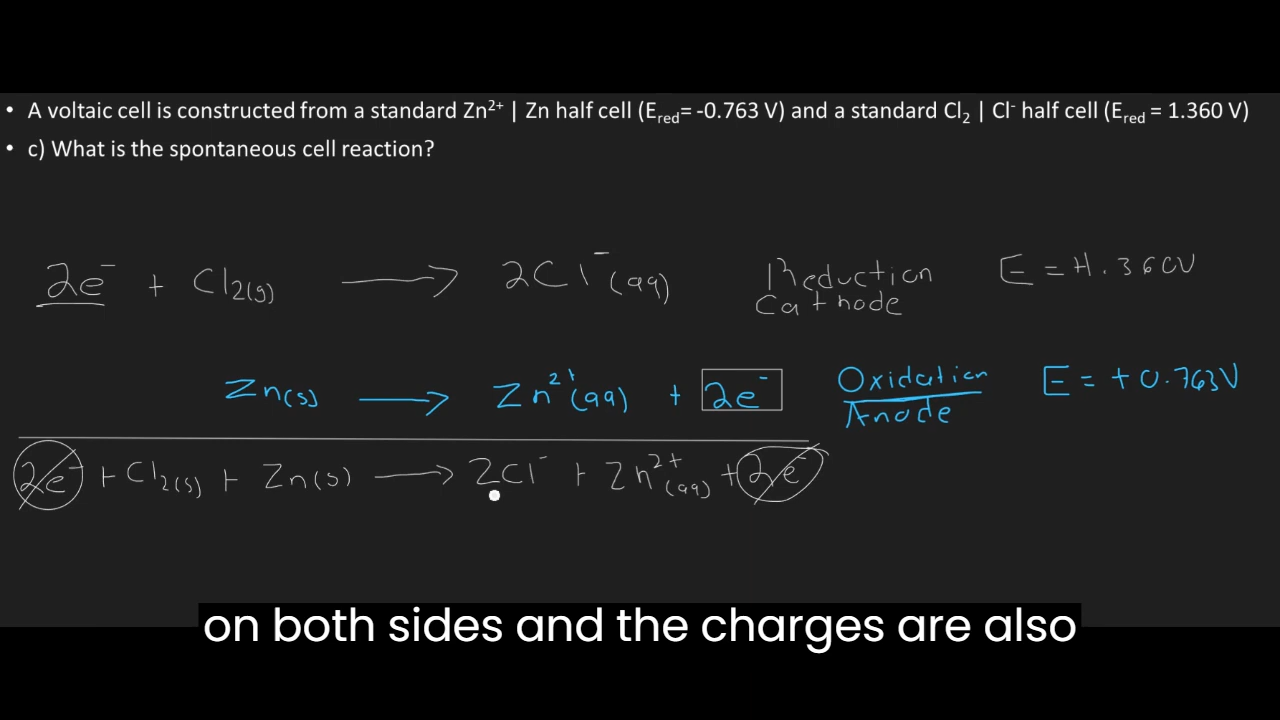 • A voltaic cell is constructed from a standard Zn²⁺ | Zn half cell (E_red= -0.763 V) and a standard Cl₂ | Cl⁻ half cell (E_red = 1.360 V)
• c) What is the spontaneous cell reaction?
2e⁻ + Cl₂(g) ⟶ 2Cl⁻(aq) Reduction E = +1.360V
Cathode
Zn(s) ⟶ Zn²⁺(aq) + 2e⁻ Oxidation E = +0.763V
Anode
2e⁻ + Cl₂(s) + Zn(s) ⟶ 2Cl⁻ + Zn²⁺(aq) + 2e⁻
on both sides and the charges are also